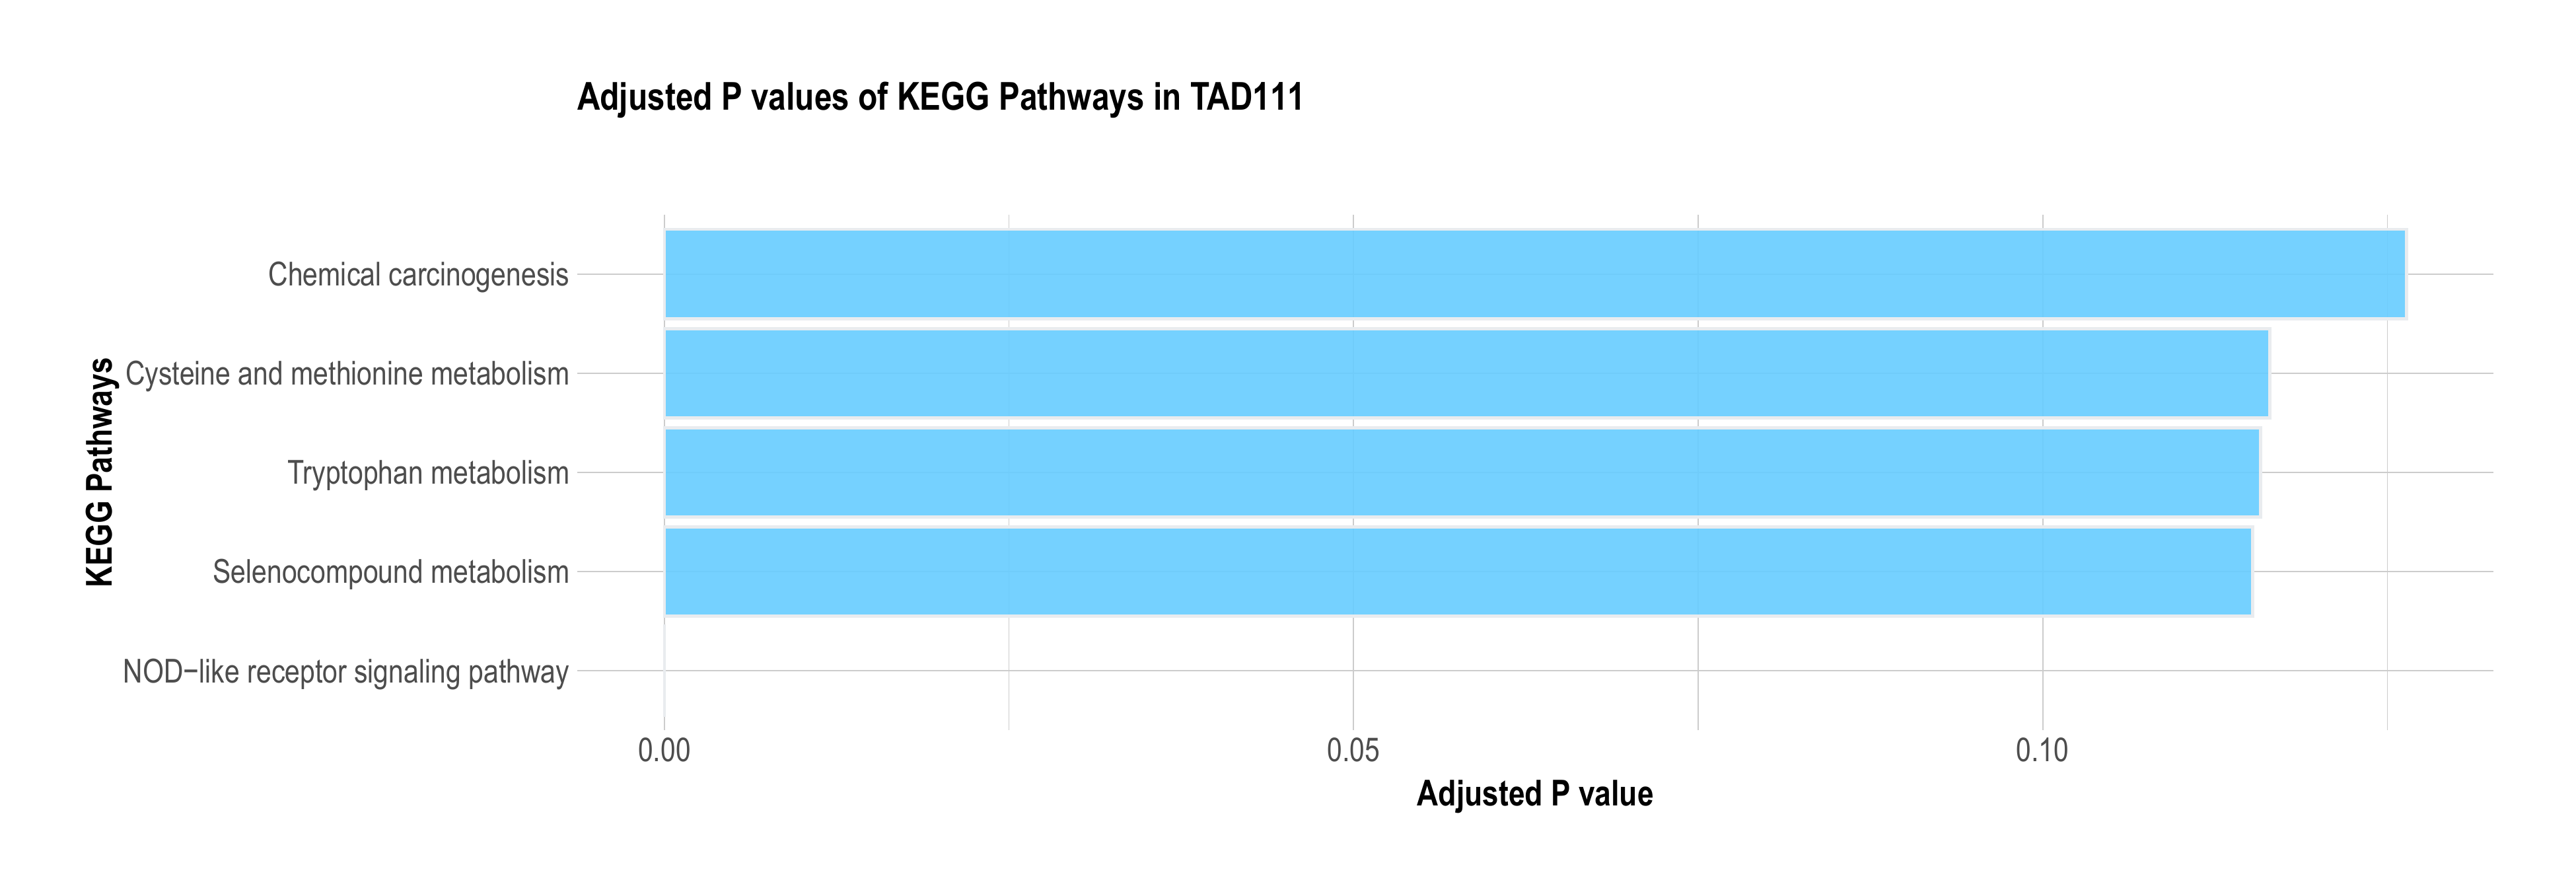 Adjusted P values of KEGG Pathways in TAD111
KEGG Pathways
Chemical carcinogenesis
Cysteine and methionine metabolism
Tryptophan metabolism
Selenocompound metabolism
NOD−like receptor signaling pathway
0.00 0.05 0.10
Adjusted P value